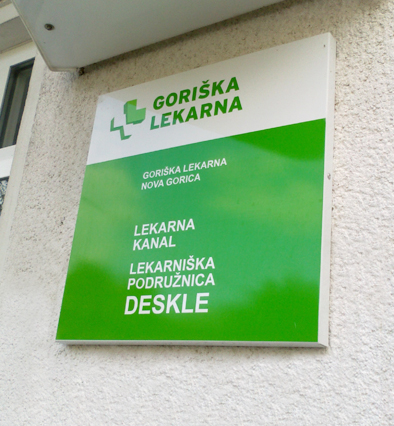 GORIŠKA
LEKARNA
GORIŠKA LEKARNA
NOVA GORICA
LEKARNA
KANAL
LEKARNIŠKA
PODRUŽNICA
DESKLE